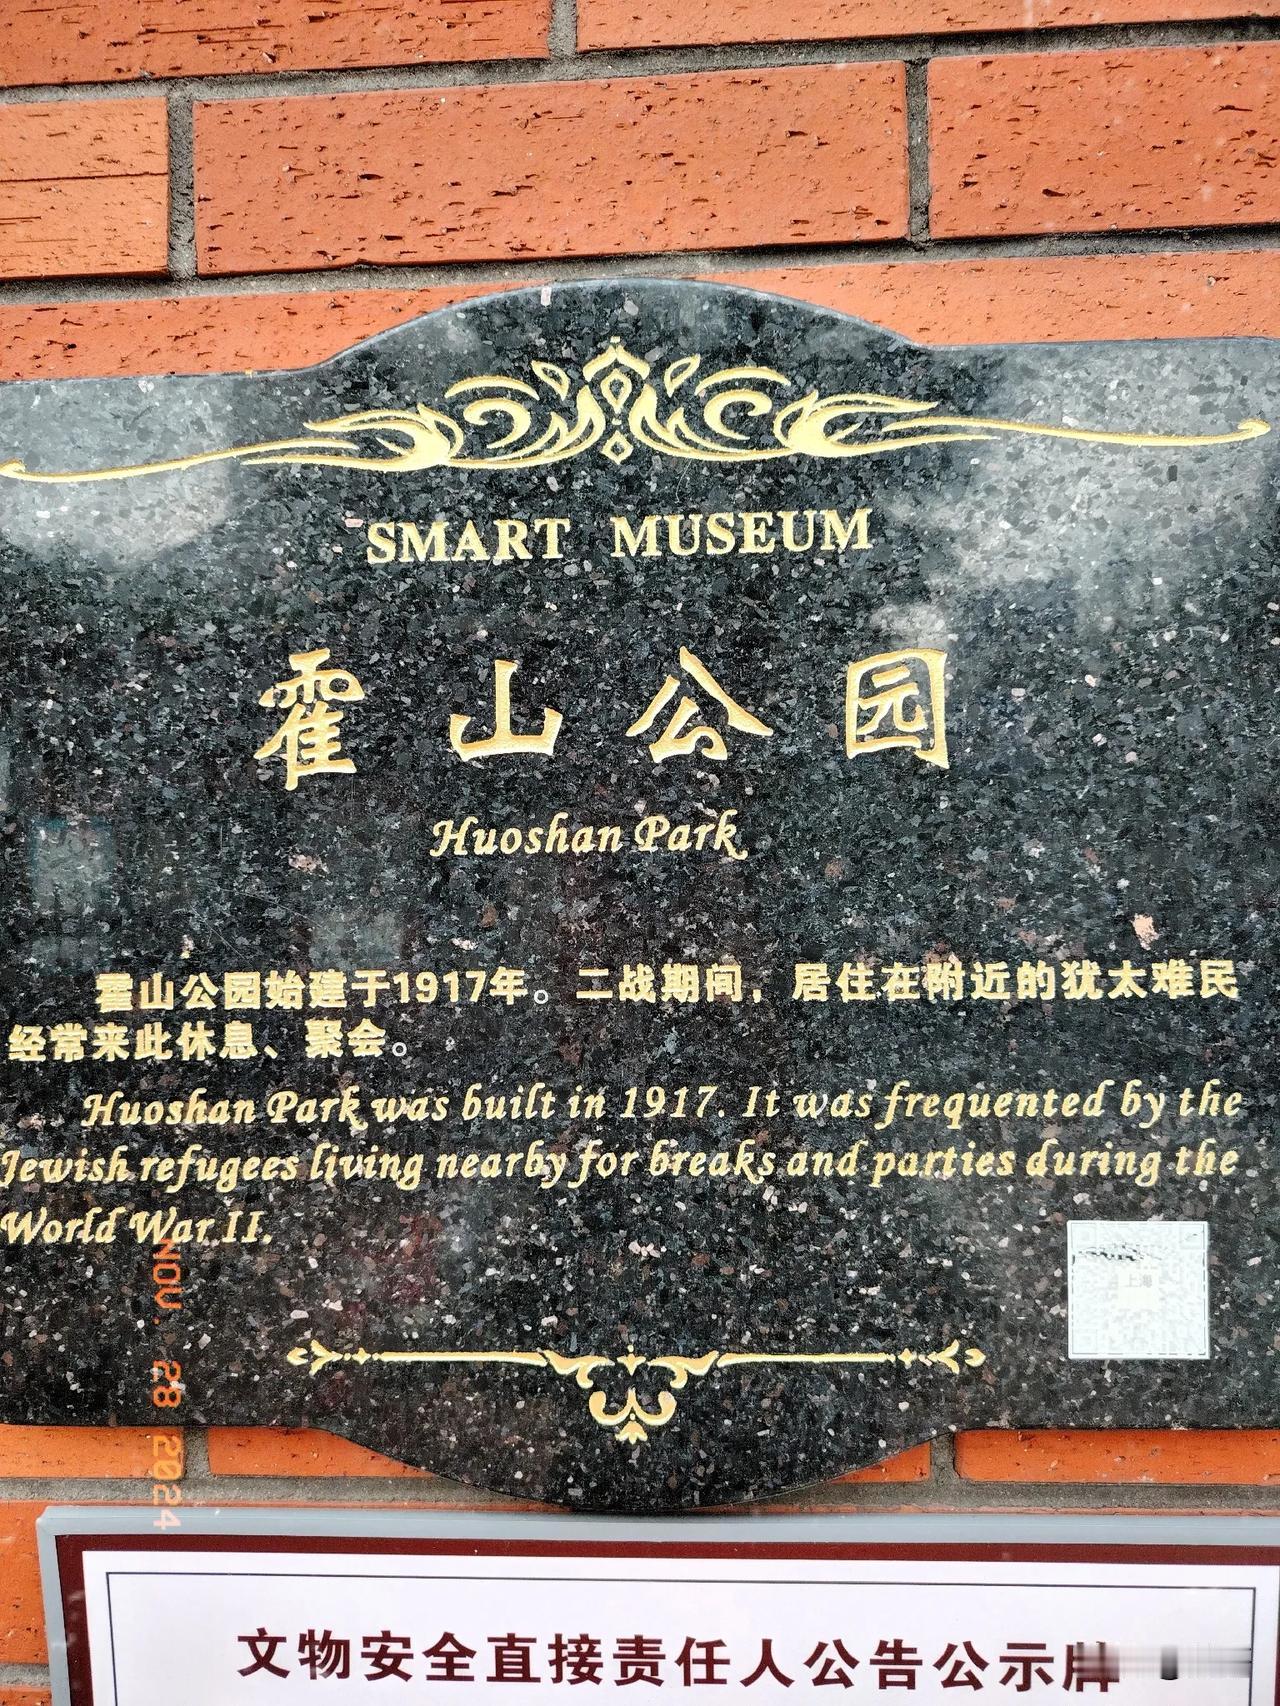 SMART MUSEUM
霍山公园
Huoshan Park
霍山公园始建于1917年。二战期间，居住在附近的犹太难民
经常来此休息、聚会。
Huoshan Park was built in 1917. It was frequented by the
Jewish refugees living nearby for breaks and parties during the
World War II.
上海
NOV. 28 2024
文物安全直接责任人公告公示牌